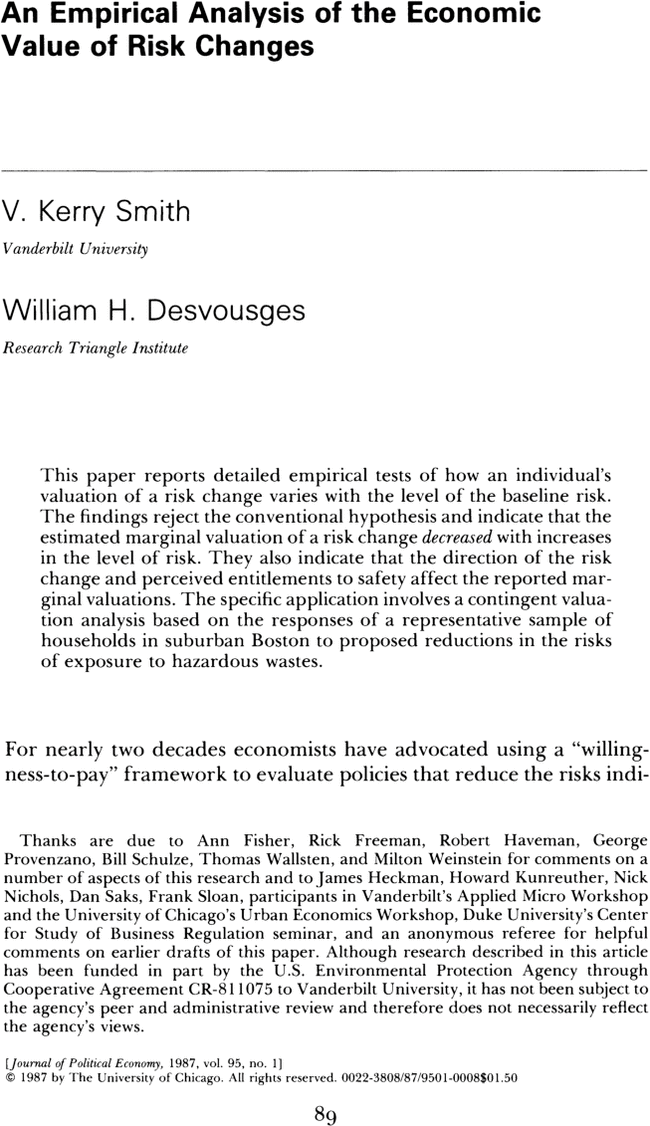 An Empirical Analysis of the Economic
Value of Risk Changes
V. Kerry Smith
Vanderbilt University
William H. Desvousges
Research Triangle Institute
This paper reports detailed empirical tests of how an individual's
valuation of a risk change varies with the level of the baseline risk.
The findings reject the conventional hypothesis and indicate that the
estimated marginal valuation of a risk change decreased with increases
in the level of risk. They also indicate that the direction of the risk
change and perceived entitlements to safety affect the reported mar-
ginal valuations. The specific application involves a contingent valua-
tion analysis based on the responses of a representative sample of
households in suburban Boston to proposed reductions in the risks
of exposure to hazardous wastes.
For nearly two decades economists have advocated using a “willing-
ness-to-pay” framework to evaluate policies that reduce the risks indi-
Thanks are due to Ann Fisher, Rick Freeman, Robert Haveman, George
Provenzano, Bill Schulze, Thomas Wallsten, and Milton Weinstein for comments on a
number of aspects of this research and to James Heckman, Howard Kunreuther, Nick
Nichols, Dan Saks, Frank Sloan, participants in Vanderbilt's Applied Micro Workshop
and the University of Chicago's Urban Economics Workshop, Duke University's Center
for Study of Business Regulation seminar, and an anonymous referee for helpful
comments on earlier drafts of this paper. Although research described in this article
has been funded in part by the U.S. Environmental Protection Agency through
Cooperative Agreement CR-811075 to Vanderbilt University, it has not been subject to
the agency's peer and administrative review and therefore does not necessarily reflect
the agency's views.
[Journal of Political Economy, 1987, vol. 95, no. 1]
© 1987 by The University of Chicago. All rights reserved. 0022-3808/87/9501-0008$01.50
89